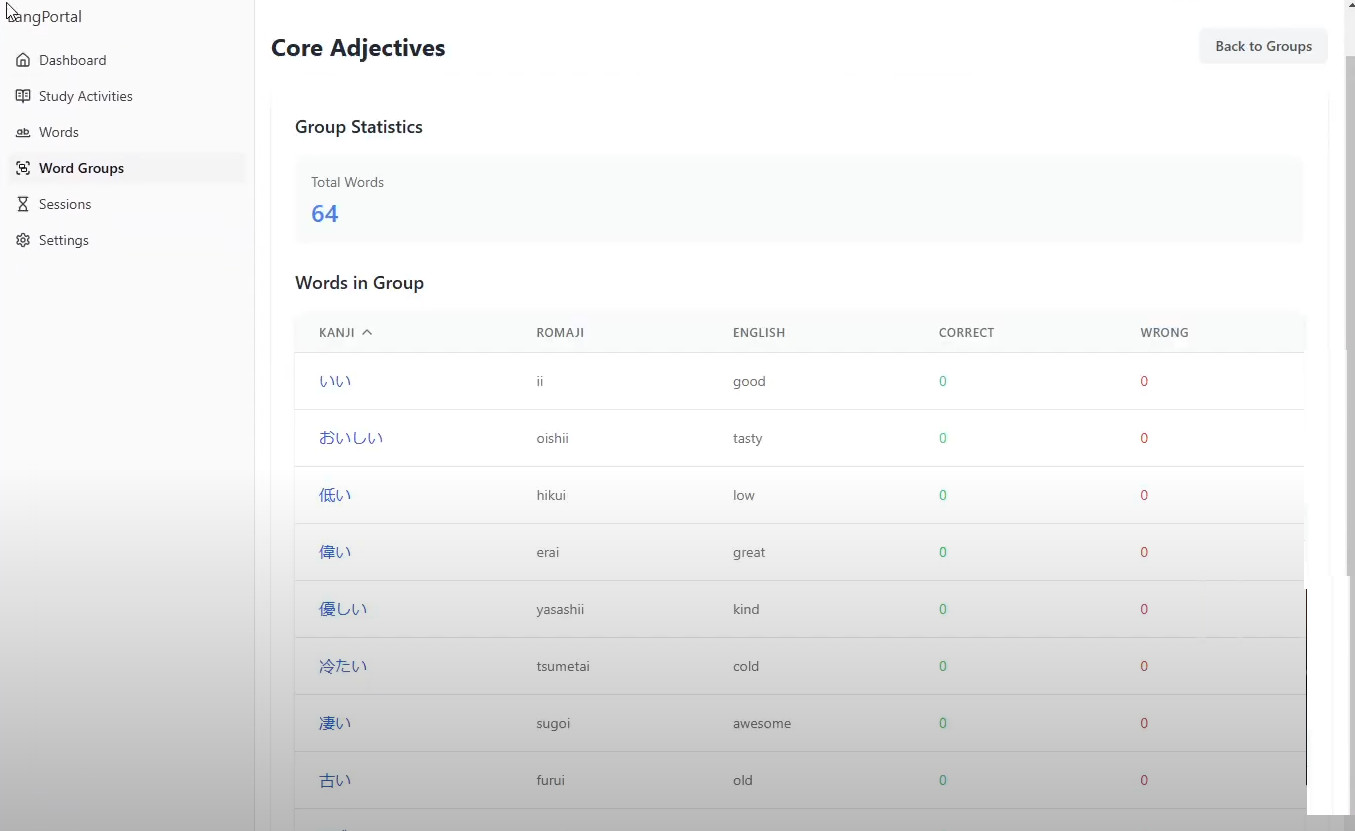 angPortal
Dashboard
Study Activities
Words
Word Groups
Sessions
Settings
Core Adjectives
Back to Groups
Group Statistics
Total Words
64
Words in Group
KANJI ROMAJI ENGLISH CORRECT WRONG
いい ii good 0 0
おいしい oishii tasty 0 0
低い hikui low 0 0
偉い erai great 0 0
優しい yasashii kind 0 0
冷たい tsumetai cold 0 0
凄い sugoi awesome 0 0
古い furui old 0 0